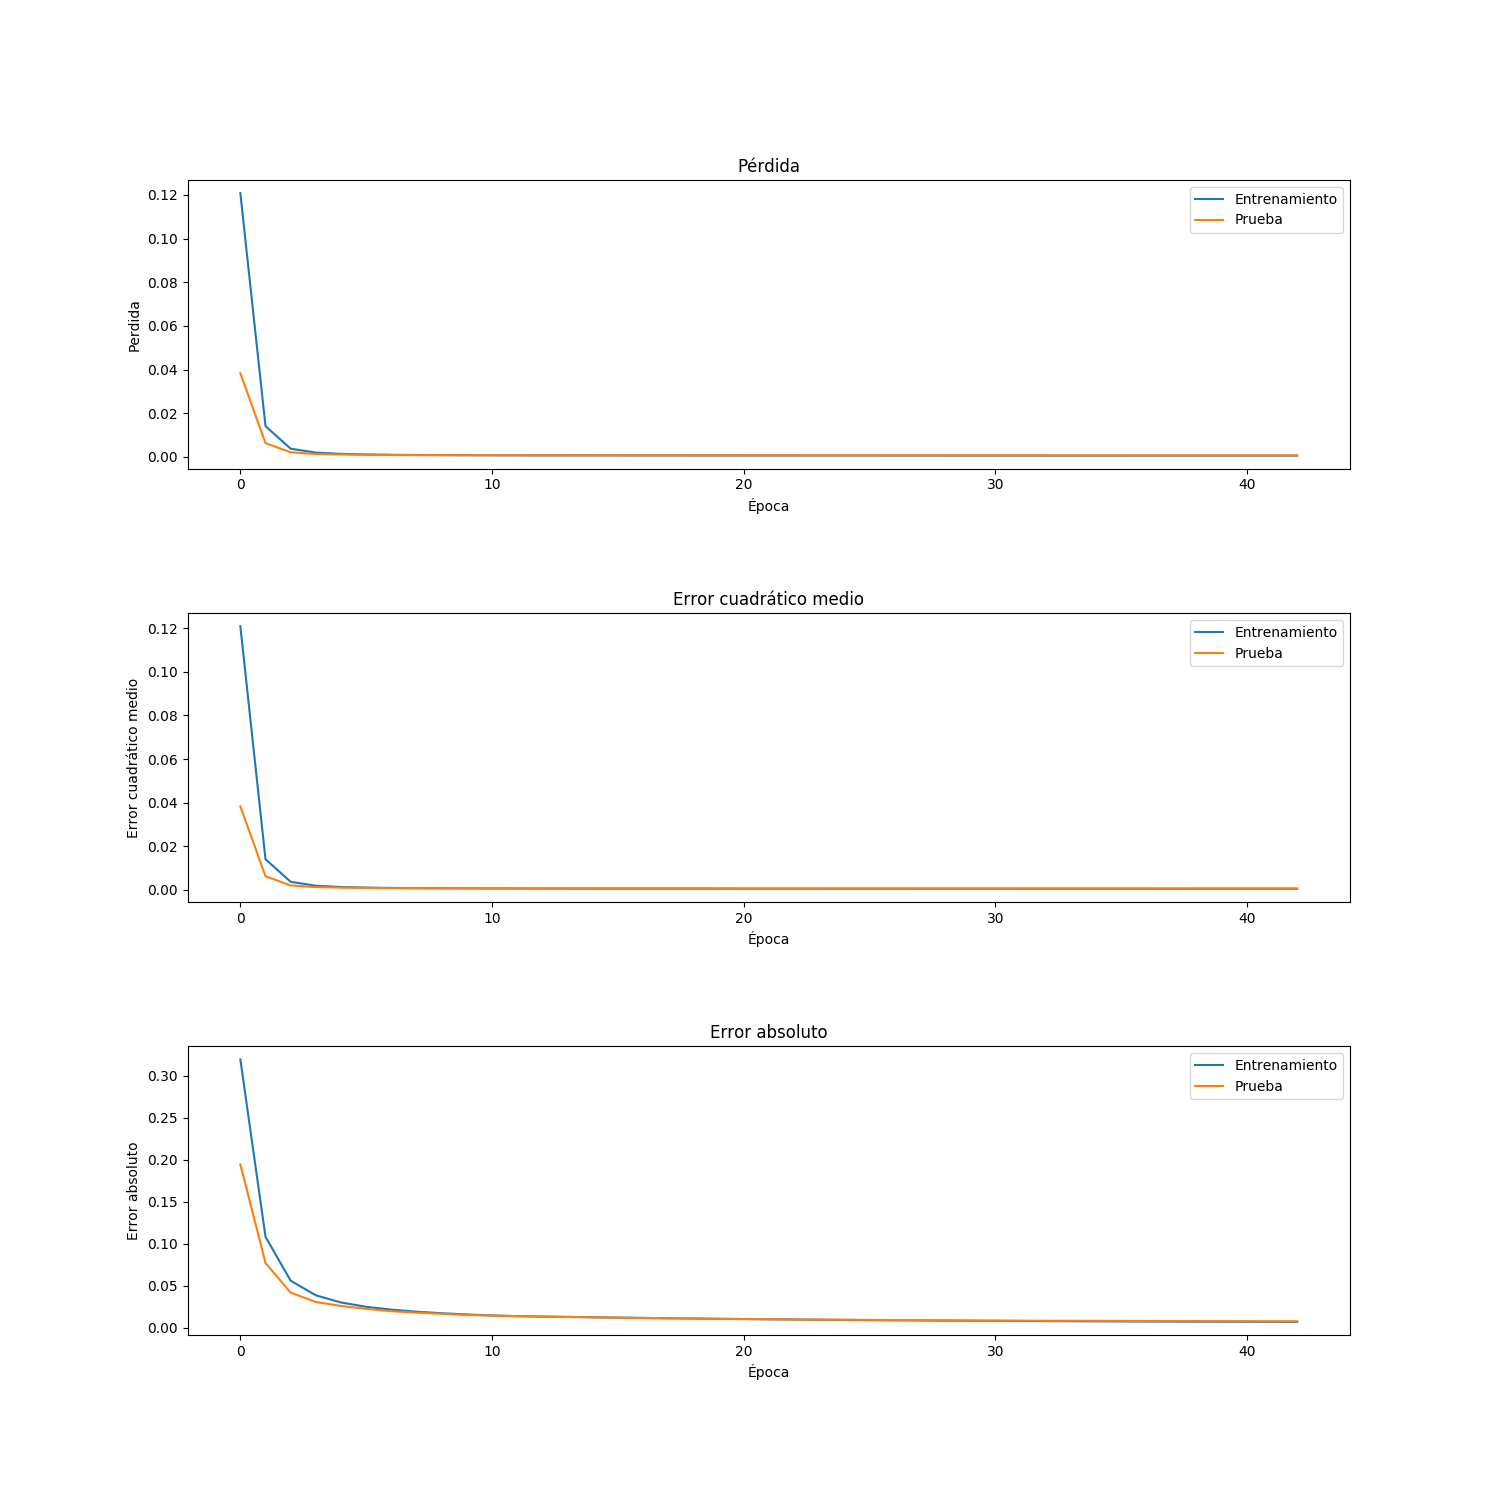 Pérdida
0.12
0.10
0.08
0.06
0.04
0.02
0.00
Perdida
Entrenamiento
Prueba
0 10 20 30 40
Época
Error cuadrático medio
0.12
0.10
0.08
0.06
0.04
0.02
0.00
Error cuadrático medio
Entrenamiento
Prueba
0 10 20 30 40
Época
Error absoluto
0.30
0.25
0.20
0.15
0.10
0.05
0.00
Error absoluto
Entrenamiento
Prueba
0 10 20 30 40
Época